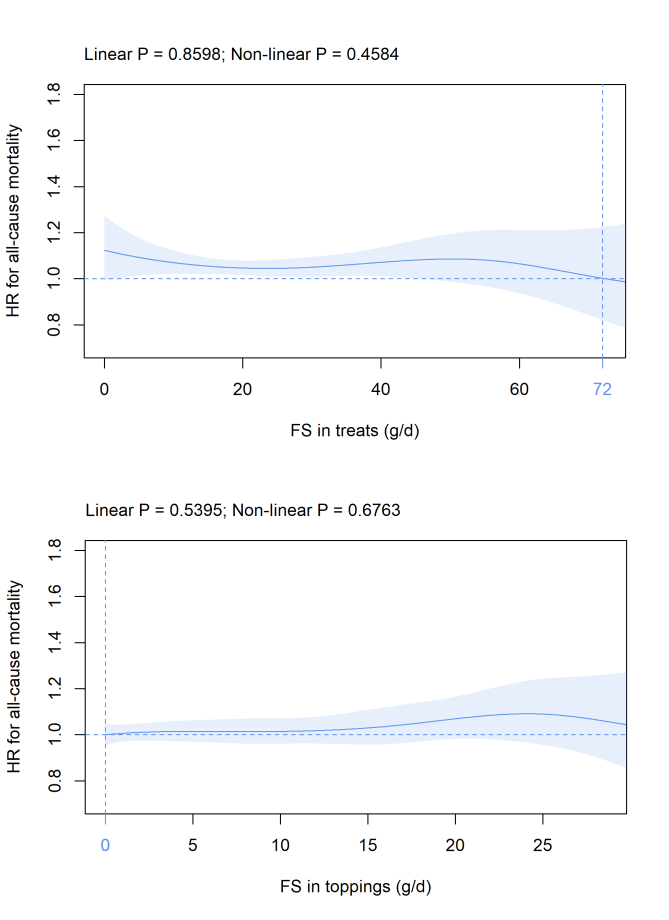 Linear P = 0.8598; Non-linear P = 0.4584
1.8
1.6
1.4
1.2
1.0
0.8
HR for all-cause mortality
0 20 40 60 72
FS in treats (g/d)
Linear P = 0.5395; Non-linear P = 0.6763
1.8
1.6
1.4
1.2
1.0
0.8
HR for all-cause mortality
0 5 10 15 20 25
FS in toppings (g/d)